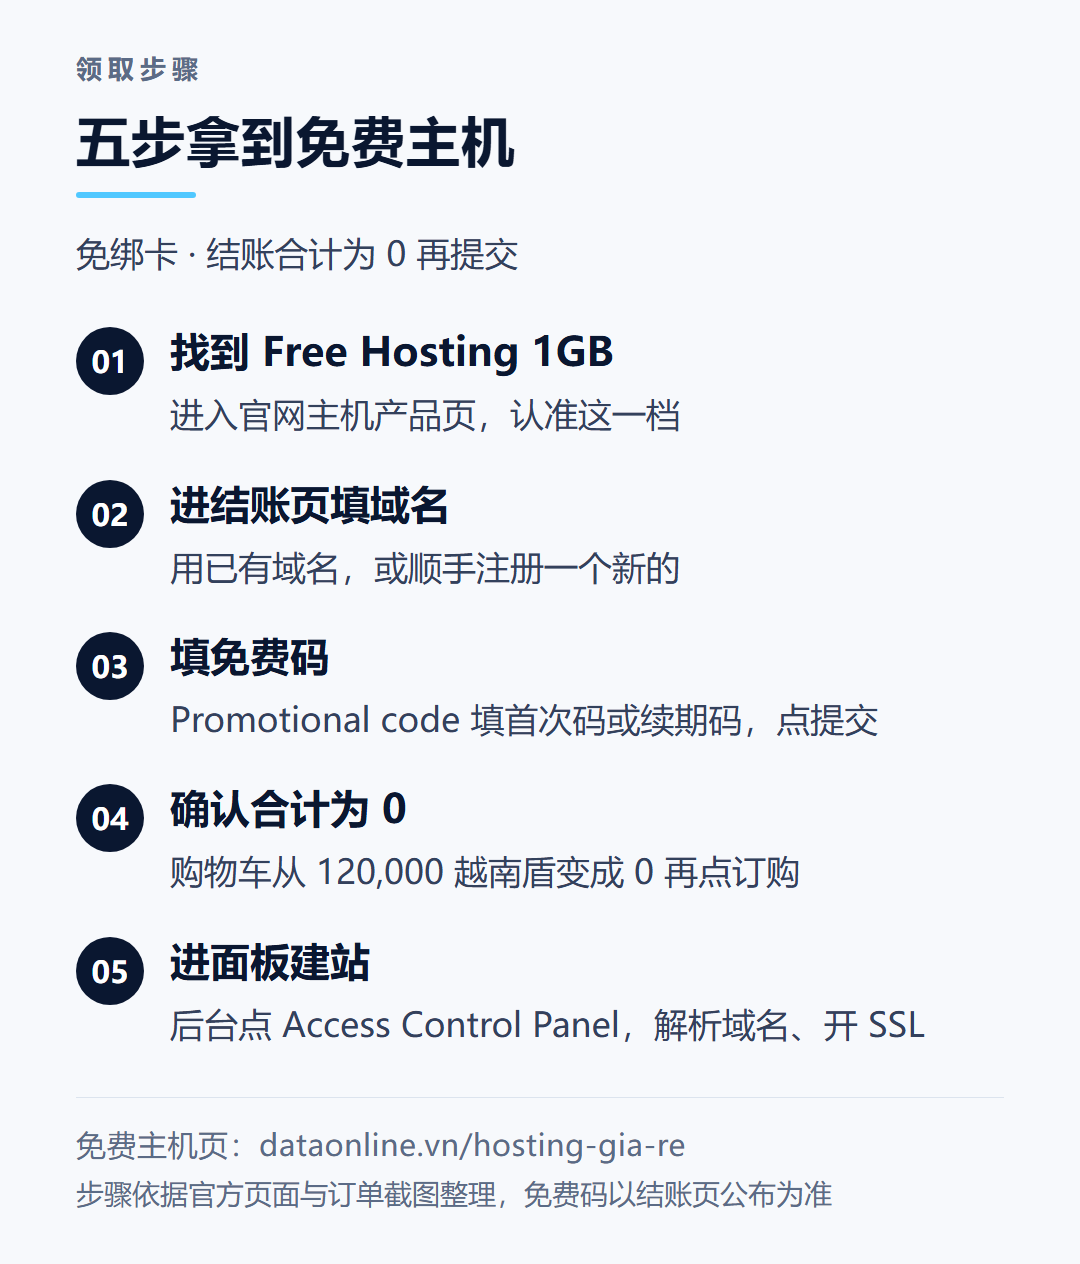 领取步骤
五步拿到免费主机
免绑卡 · 结账合计为 0 再提交
01
找到 Free Hosting 1GB
进入官网主机产品页，认准这一档
02
进结账页填域名
用已有域名，或顺手注册一个新的
03
填免费码
Promotional code 填首次码或续期码，点提交
04
确认合计为 0
购物车从 120,000 越南盾变成 0 再点订购
05
进面板建站
后台点 Access Control Panel，解析域名、开 SSL
免费主机页：dataonline.vn/hosting-gia-re
步骤依据官方页面与订单截图整理，免费码以结账页公布为准